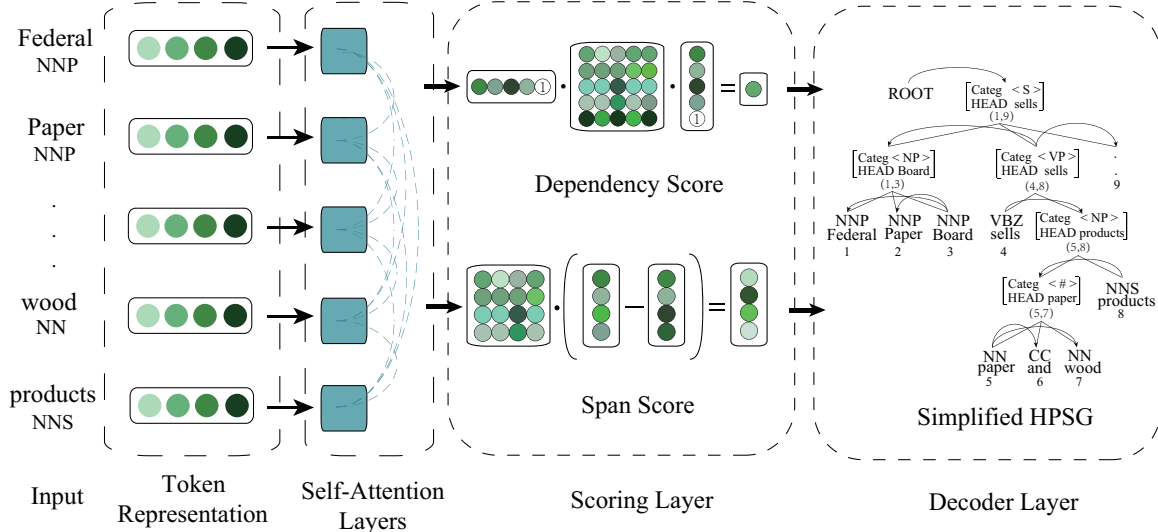 Federal
NNP
Paper
NNP
.
.
.
wood
NN
products
NNS
Input
Token
Representation
Self-Attention
Layers
1
1
=
Dependency Score
−
=
Span Score
Scoring Layer
ROOT
Categ < S >
HEAD sells
(1,9)
Categ < NP >
HEAD Board
(1,3)
Categ < VP >
HEAD sells
(4,8)
.
.
9
NNP NNP NNP
Federal Paper Board
1 2 3
VBZ
sells
4
Categ < NP >
HEAD products
(5,8)
Categ < # >
HEAD paper
(5,7)
NNS
products
8
NN CC NN
paper and wood
5 6 7
Simplified HPSG
Decoder Layer